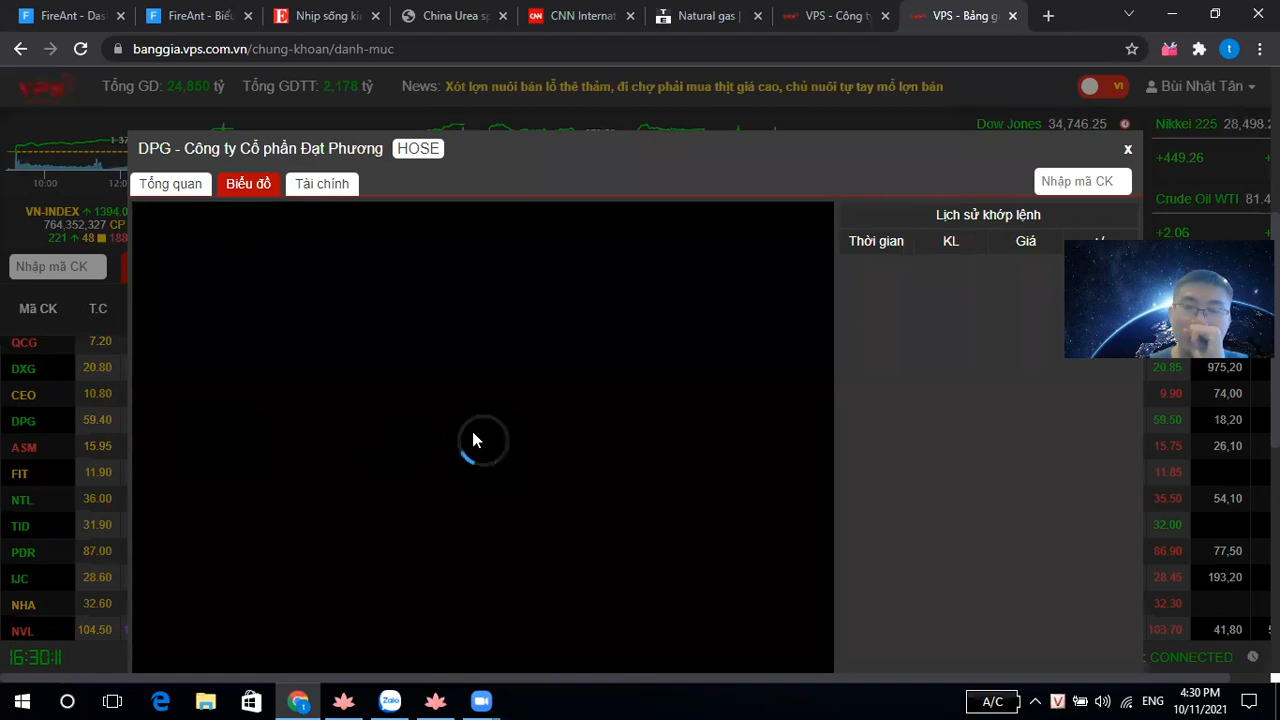 FireAnt - Das
FireAnt - Biểu
Nhịp sống kin
China Urea sp
CNN Internat
Natural gas |
VPS - Công ty
VPS - Bảng gi
banggia.vps.com.vn/chung-khoan/danh-muc
Tổng GD: 24,850 tỷ Tổng GDTT: 2,178 tỷ News: Xót lợn nuôi bán lỗ thê thảm, đi chợ phải mua thịt giá cao, chủ nuôi tự tay mổ lợn bán
VI
Bùi Nhật Tân
Dow Jones 34,746.25
Nikkei 225 28,498.2
+449.26
Crude Oil WTI 81.4
+2.06
10:00 12:0
VN-INDEX ↑ 1394.0
764,352,327 CP
221 ↑ 48 188
Nhập mã CK
DPG - Công ty Cổ phần Đạt Phương HOSE
x
Tổng quan Biểu đồ Tài chính
Nhập mã CK
Lịch sử khớp lệnh
Thời gian KL Giá
Mã CK T.C
QCG 7.20
DXG 20.80 20.85 975,20
CEO 10.80 9.90 74,00
DPG 59.40 59.50 18,20
ASM 15.95 15.75 26,10
FIT 11.90 11.85
NTL 36.00 35.50 54,10
TID 31.90 32.00
PDR 87.00 86.90 77,50
IJC 28.60 28.45 193,20
NHA 32.60 32.30
NVL 104.50 103.70 41,80
16:30:11
CONNECTED
A/C
ENG
4:30 PM
10/11/2021